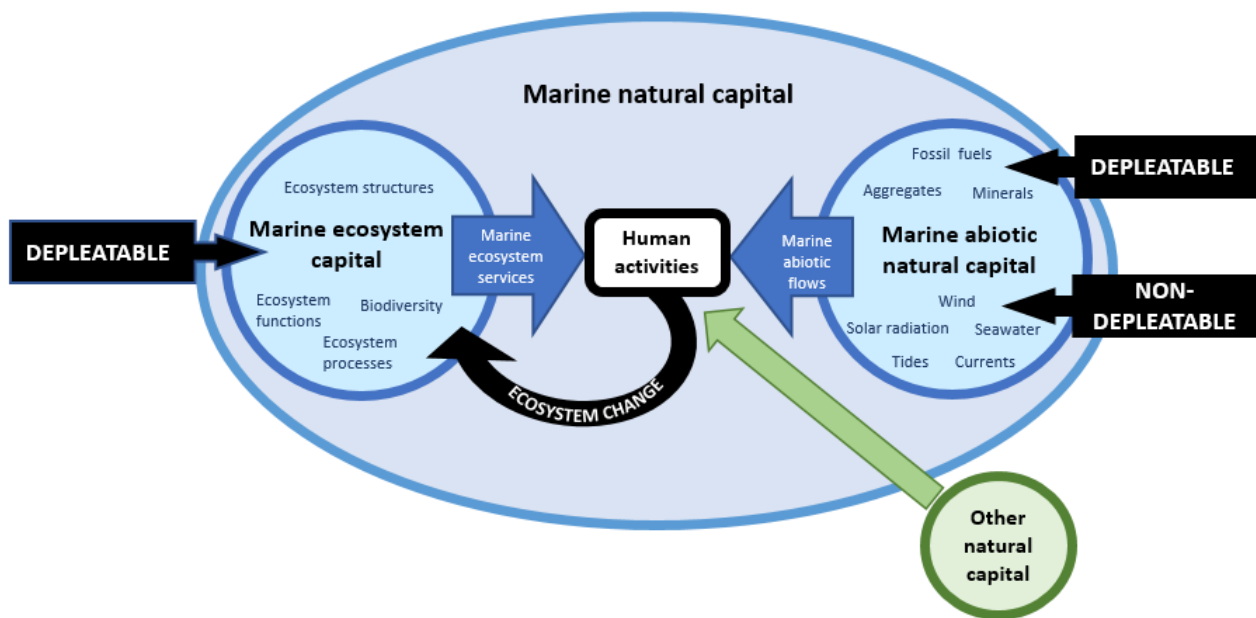 Marine natural capital
DEPLEATABLE
Ecosystem structures
Marine ecosystem
capital
Ecosystem
functions
Biodiversity
Ecosystem
processes
Marine
ecosystem
services
Human
activities
ECOSYSTEM CHANGE
Marine
abiotic
flows
Fossil fuels
Aggregates
Minerals
Marine abiotic
natural capital
Wind
Solar radiation
Seawater
Tides
Currents
DEPLEATABLE
NON-
DEPLEATABLE
Other
natural
capital